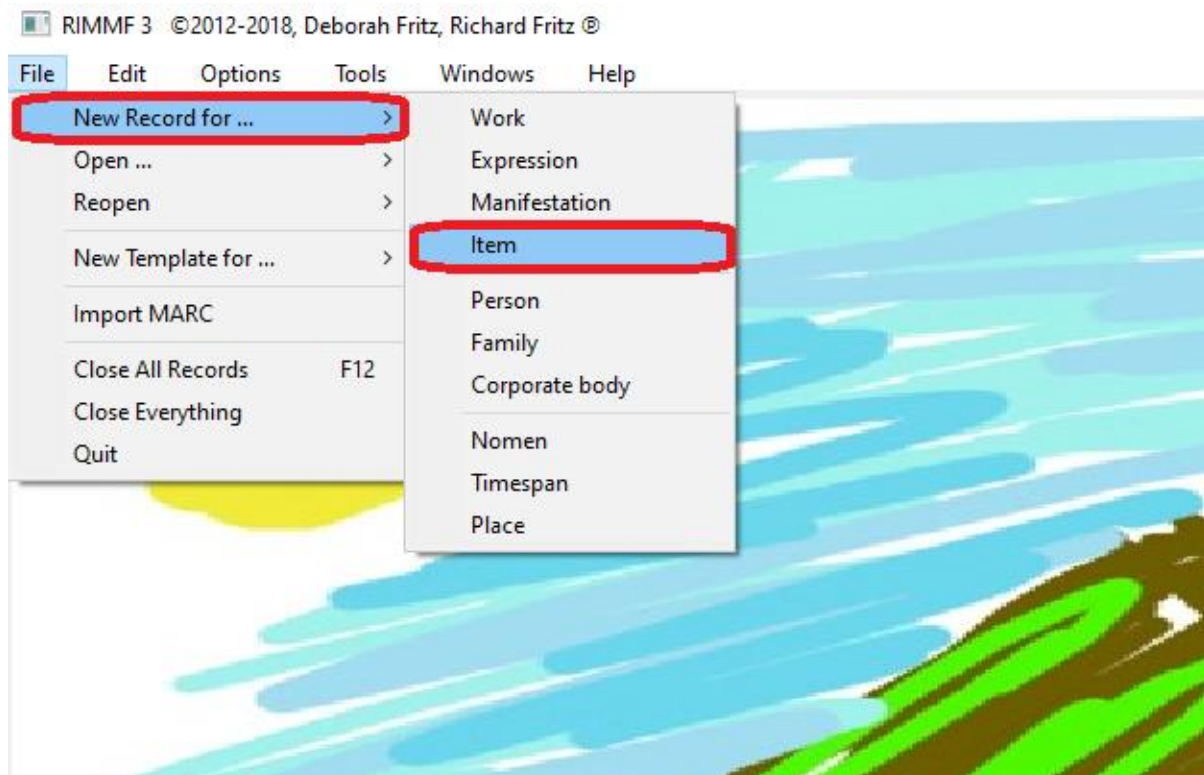 RIMMF 3 ©2012-2018, Deborah Fritz, Richard Fritz ®
File Edit Options Tools Windows Help
New Record for ... >
Open ... >
Reopen >
New Template for ... >
Import MARC
Close All Records F12
Close Everything
Quit
Work
Expression
Manifestation
Item
Person
Family
Corporate body
Nomen
Timespan
Place